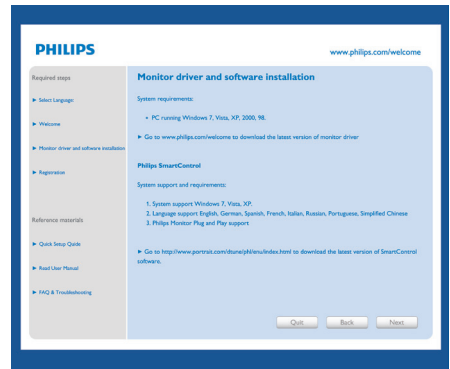 PHILIPS
www.philips.com/welcome
Required steps
► Select Language:
► Welcome
► Monitor driver and software installation
► Registration
Reference materials
► Quick Setup Guide
► Read User Manual
► FAQ & Troubleshooting
Monitor driver and software installation
System requirements:
• PC running Windows 7, Vista, XP, 2000, 98.
► Go to www.philips.com/welcome to download the latest version of monitor driver
Philips SmartControl
System support and requirements:
1. System support Windows 7, Vista, XP.
2. Language support English, German, Spanish, French, Italian, Russian, Portuguese, Simplified Chinese
3. Philips Monitor Plug and Play support
► Go to http://www.portrait.com/dtune/phl/enu/index.html to download the latest version of SmartControl
software.
Quit
Back
Next